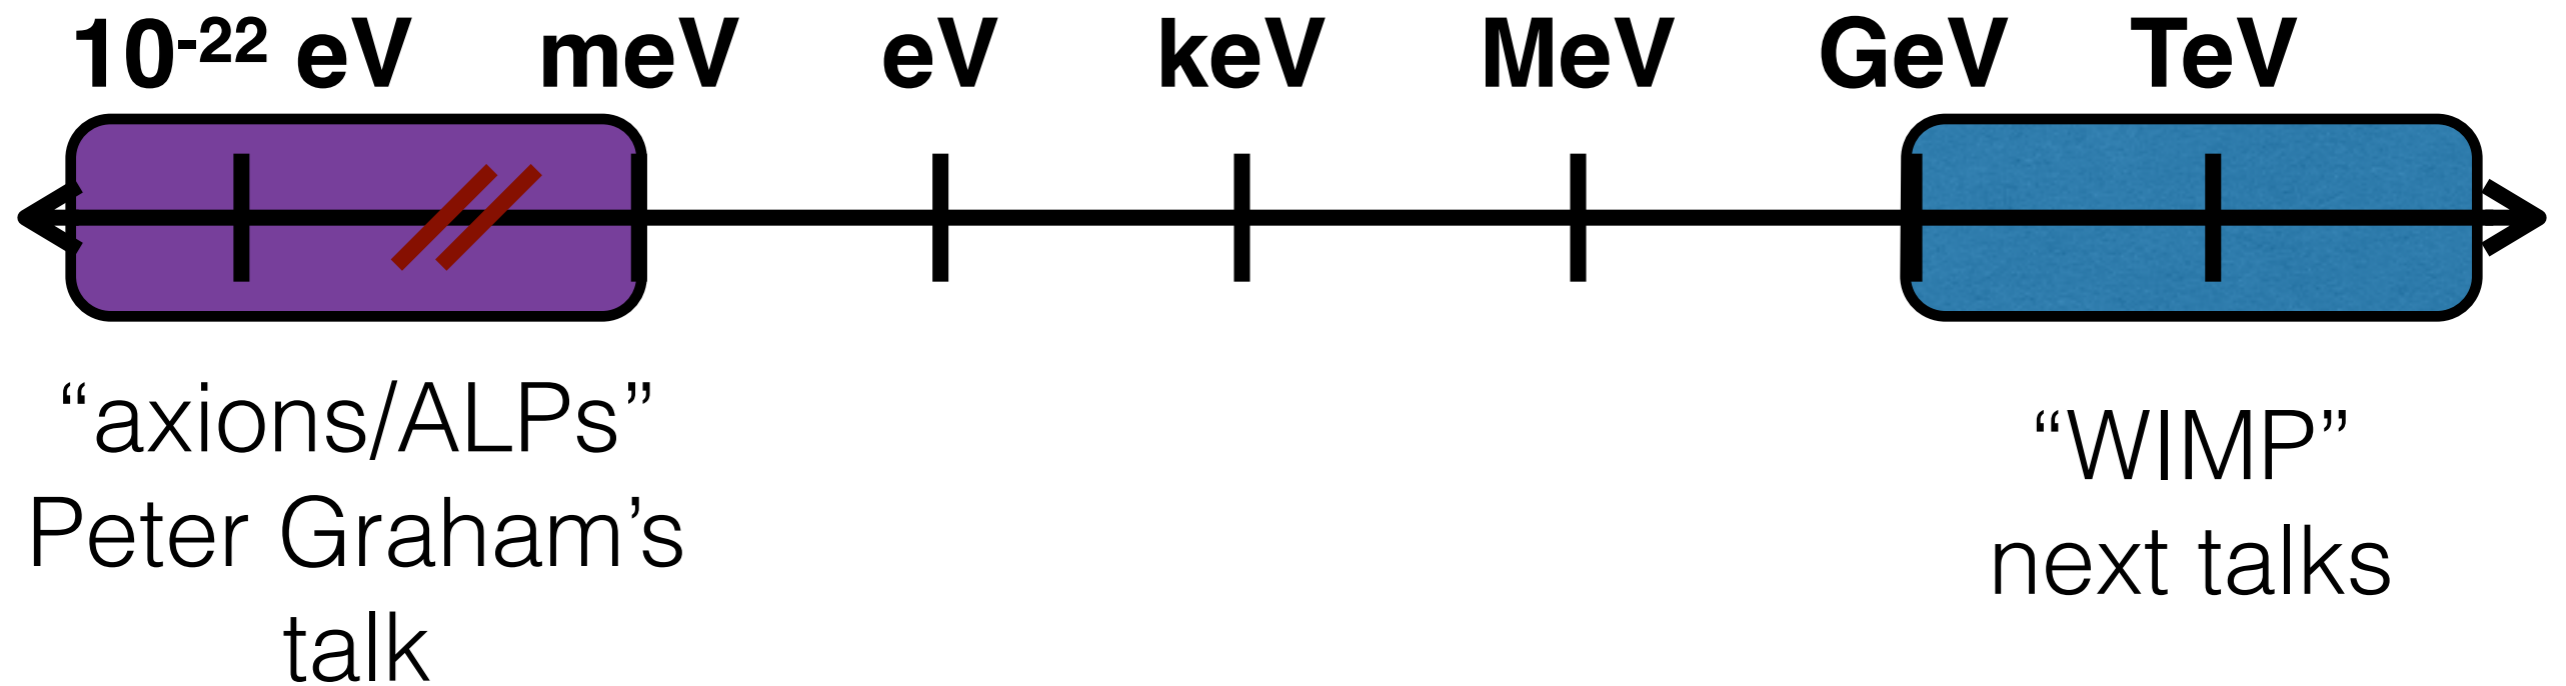 10-22 eV meV eV keV MeV GeV TeV
“axions/ALPs”
Peter Graham’s
talk
“WIMP”
next talks